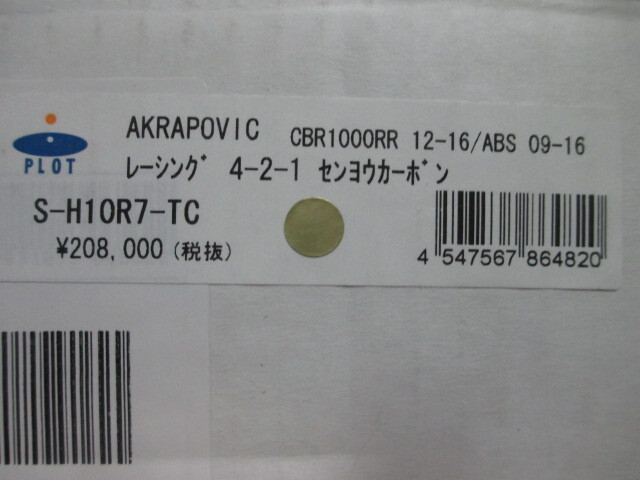 PLOT
AKRAPOVIC CBR1000RR 12-16/ABS 09-16
レーシング 4-2-1 センヨウカーボン
S-H10R7-TC
¥208,000(税抜)
4 547567 864820